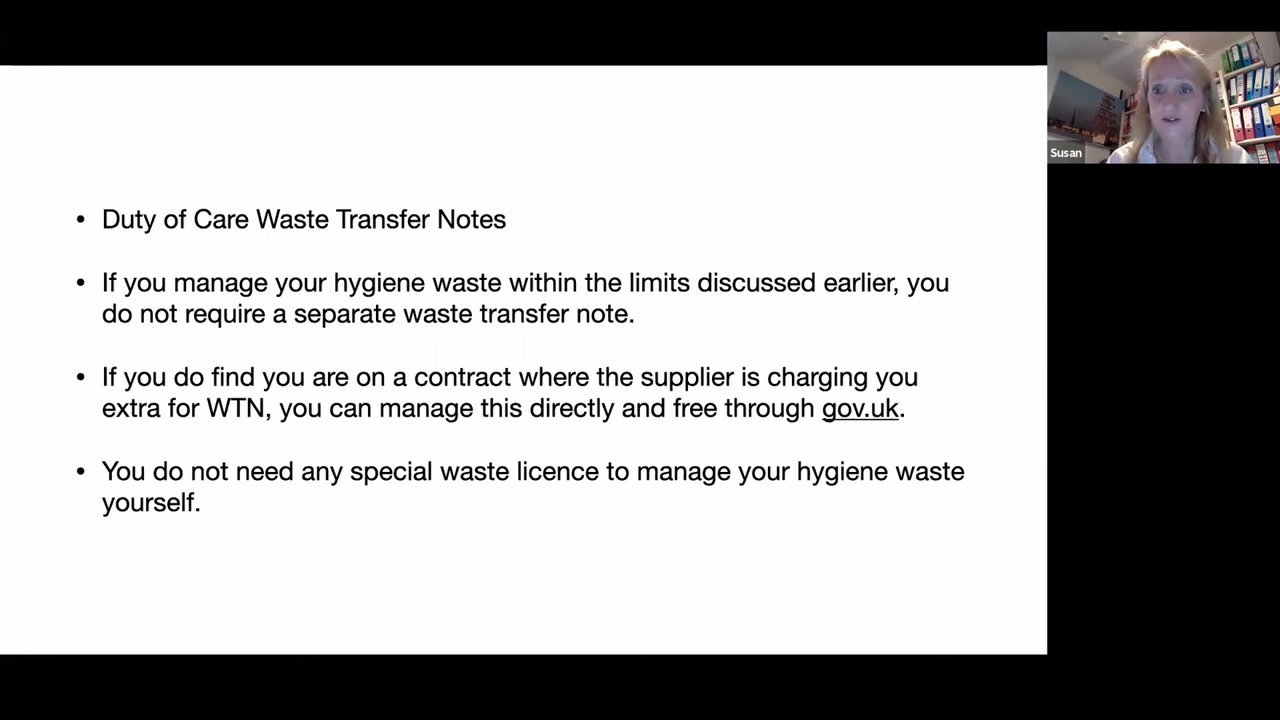 • Duty of Care Waste Transfer Notes
• If you manage your hygiene waste within the limits discussed earlier, you
do not require a separate waste transfer note.
• If you do find you are on a contract where the supplier is charging you
extra for WTN, you can manage this directly and free through gov.uk.
• You do not need any special waste licence to manage your hygiene waste
yourself.
Susan